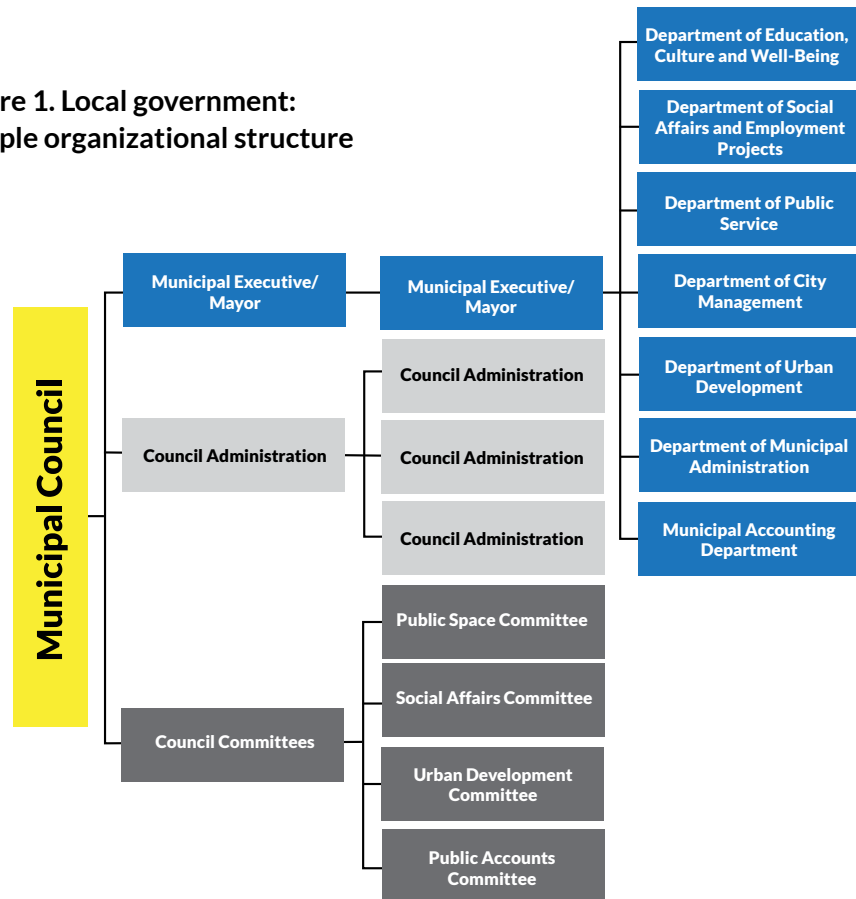 re 1. Local government:
ple organizational structure
Municipal Council
Municipal Executive/
Mayor
Council Administration
Council Committees
Municipal Executive/
Mayor
Council Administration
Council Administration
Council Administration
Public Space Committee
Social Affairs Committee
Urban Development
Committee
Public Accounts
Committee
Department of Education,
Culture and Well-Being
Department of Social
Affairs and Employment
Projects
Department of Public
Service
Department of City
Management
Department of Urban
Development
Department of Municipal
Administration
Municipal Accounting
Department